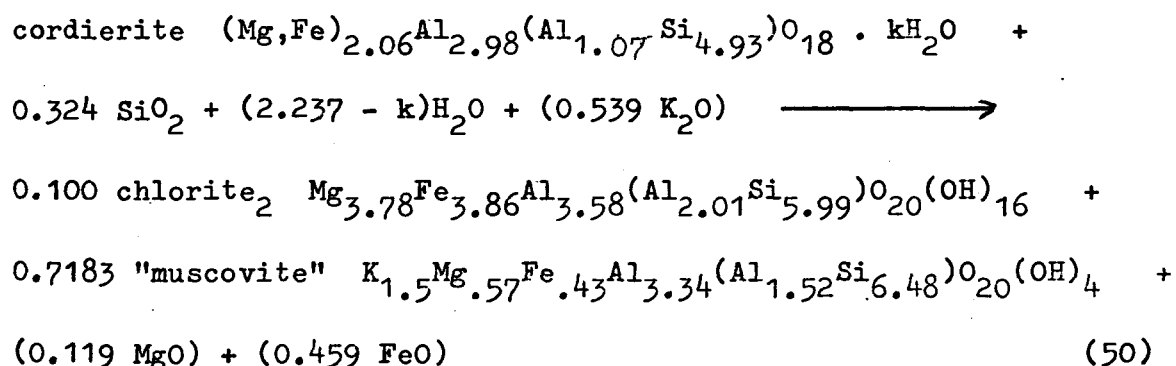 cordierite (Mg,Fe)₂.₀₆Al₂.₉₈(Al₁.₀₇Si₄.₉₃)O₁₈ . kH₂O +
0.324 SiO₂ + (2.237 - k)H₂O + (0.539 K₂O) ⟶
0.100 chlorite₂ Mg₃.₇₈Fe₃.₈₆Al₃.₅₈(Al₂.₀₁Si₅.₉₉)O₂₀(OH)₁₆ +
0.7183 "muscovite" K₁.₅Mg.₅₇Fe.₄₃Al₃.₃₄(Al₁.₅₂Si₆.₄₈)O₂₀(OH)₄ +
(0.119 MgO) + (0.459 FeO) (50)